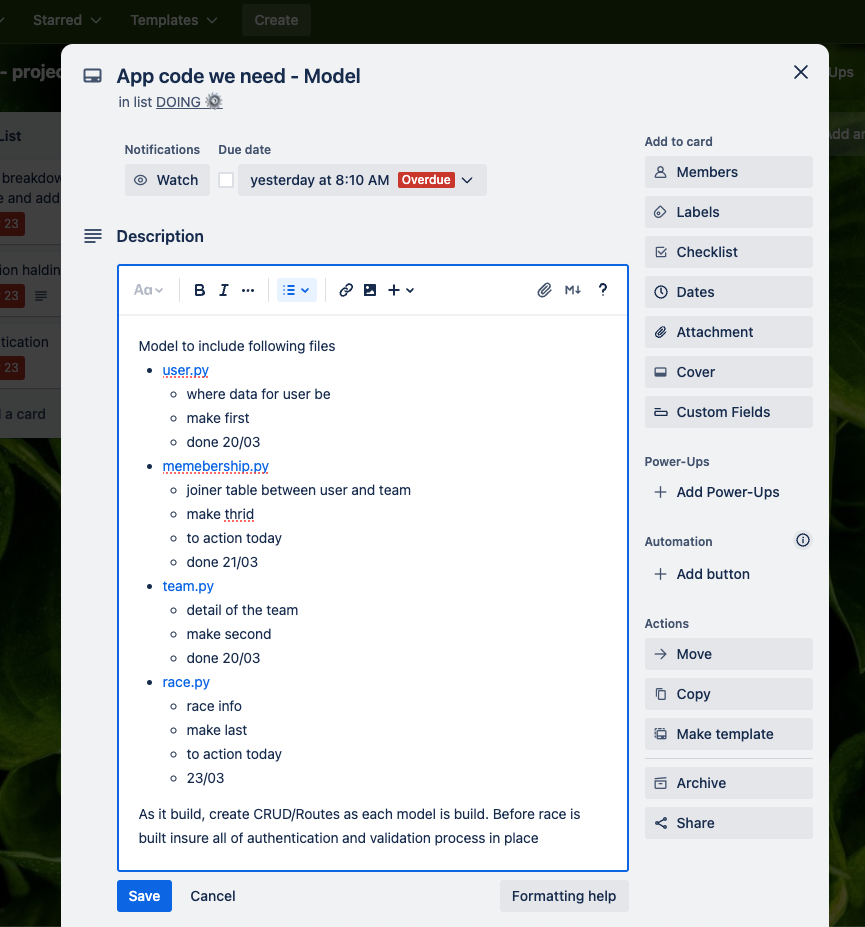 Starred
Templates
Create
- projec
Ups
App code we need - Model
in list DOING
List
Add an
breakdow
e and add
23
ion haldin
23
tication
23
d a card
Notifications
Due date
Watch
yesterday at 8:10 AM
Overdue
Description
Aa
B
I
M
?
Model to include following files
user.py
where data for user be
make first
done 20/03
memebership.py
joiner table between user and team
make thrid
to action today
done 21/03
team.py
detail of the team
make second
done 20/03
race.py
race info
make last
to action today
23/03
As it build, create CRUD/Routes as each model is build. Before race is
built insure all of authentication and validation process in place
Save
Cancel
Formatting help
Add to card
Members
Labels
Checklist
Dates
Attachment
Cover
Custom Fields
Power-Ups
Add Power-Ups
Automation
Add button
Actions
Move
Copy
Make template
Archive
Share